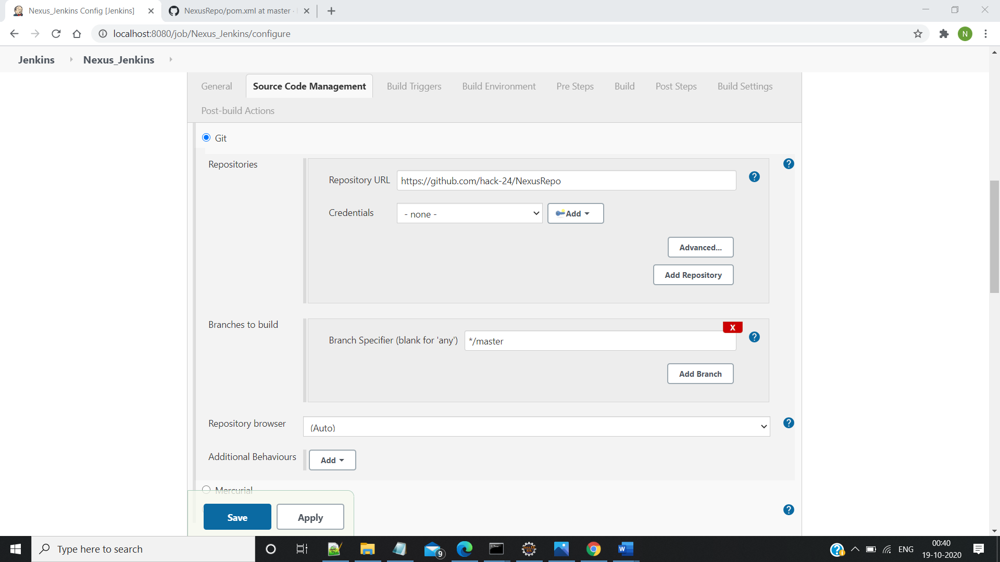 Nexus_Jenkins Config [Jenkins]
NexusRepo/pom.xml at master ·
localhost:8080/job/Nexus_Jenkins/configure
N
Jenkins
Nexus_Jenkins
General
Source Code Management
Build Triggers
Build Environment
Pre Steps
Build
Post Steps
Build Settings
Post-build Actions
Git
Repositories
?
Repository URL
https://github.com/hack-24/NexusRepo
?
Credentials
- none -
Add
Advanced...
Add Repository
Branches to build
X
Branch Specifier (blank for 'any')
*/master
?
Add Branch
Repository browser
(Auto)
?
Additional Behaviours
Add
Mercurial
?
Save
Apply
Type here to search
9
W
?
ENG
00:40
19-10-2020